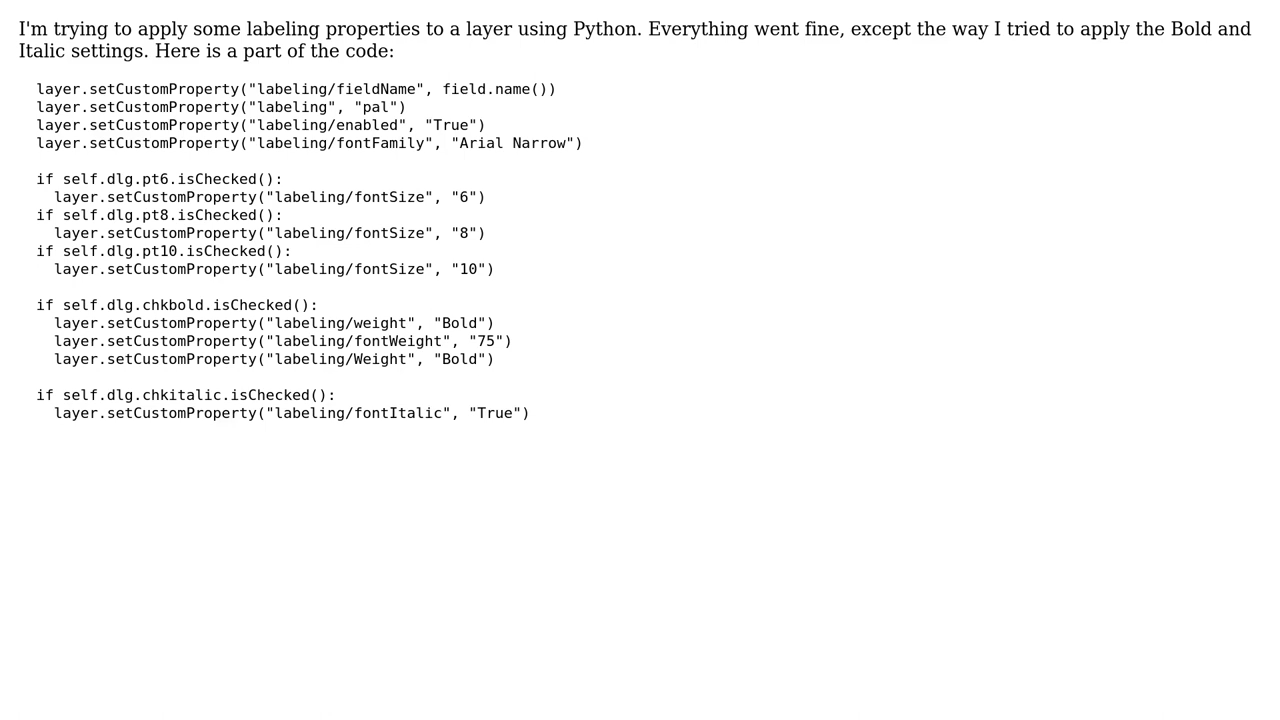 I'm trying to apply some labeling properties to a layer using Python. Everything went fine, except the way I tried to apply the Bold and
Italic settings. Here is a part of the code:
layer.setCustomProperty("labeling/fieldName", field.name())
layer.setCustomProperty("labeling", "pal")
layer.setCustomProperty("labeling/enabled", "True")
layer.setCustomProperty("labeling/fontFamily", "Arial Narrow")
if self.dlg.pt6.isChecked():
  layer.setCustomProperty("labeling/fontSize", "6")
if self.dlg.pt8.isChecked():
  layer.setCustomProperty("labeling/fontSize", "8")
if self.dlg.pt10.isChecked():
  layer.setCustomProperty("labeling/fontSize", "10")
if self.dlg.chkbold.isChecked():
  layer.setCustomProperty("labeling/weight", "Bold")
  layer.setCustomProperty("labeling/fontWeight", "75")
  layer.setCustomProperty("labeling/Weight", "Bold")
if self.dlg.chkitalic.isChecked():
  layer.setCustomProperty("labeling/fontItalic", "True")